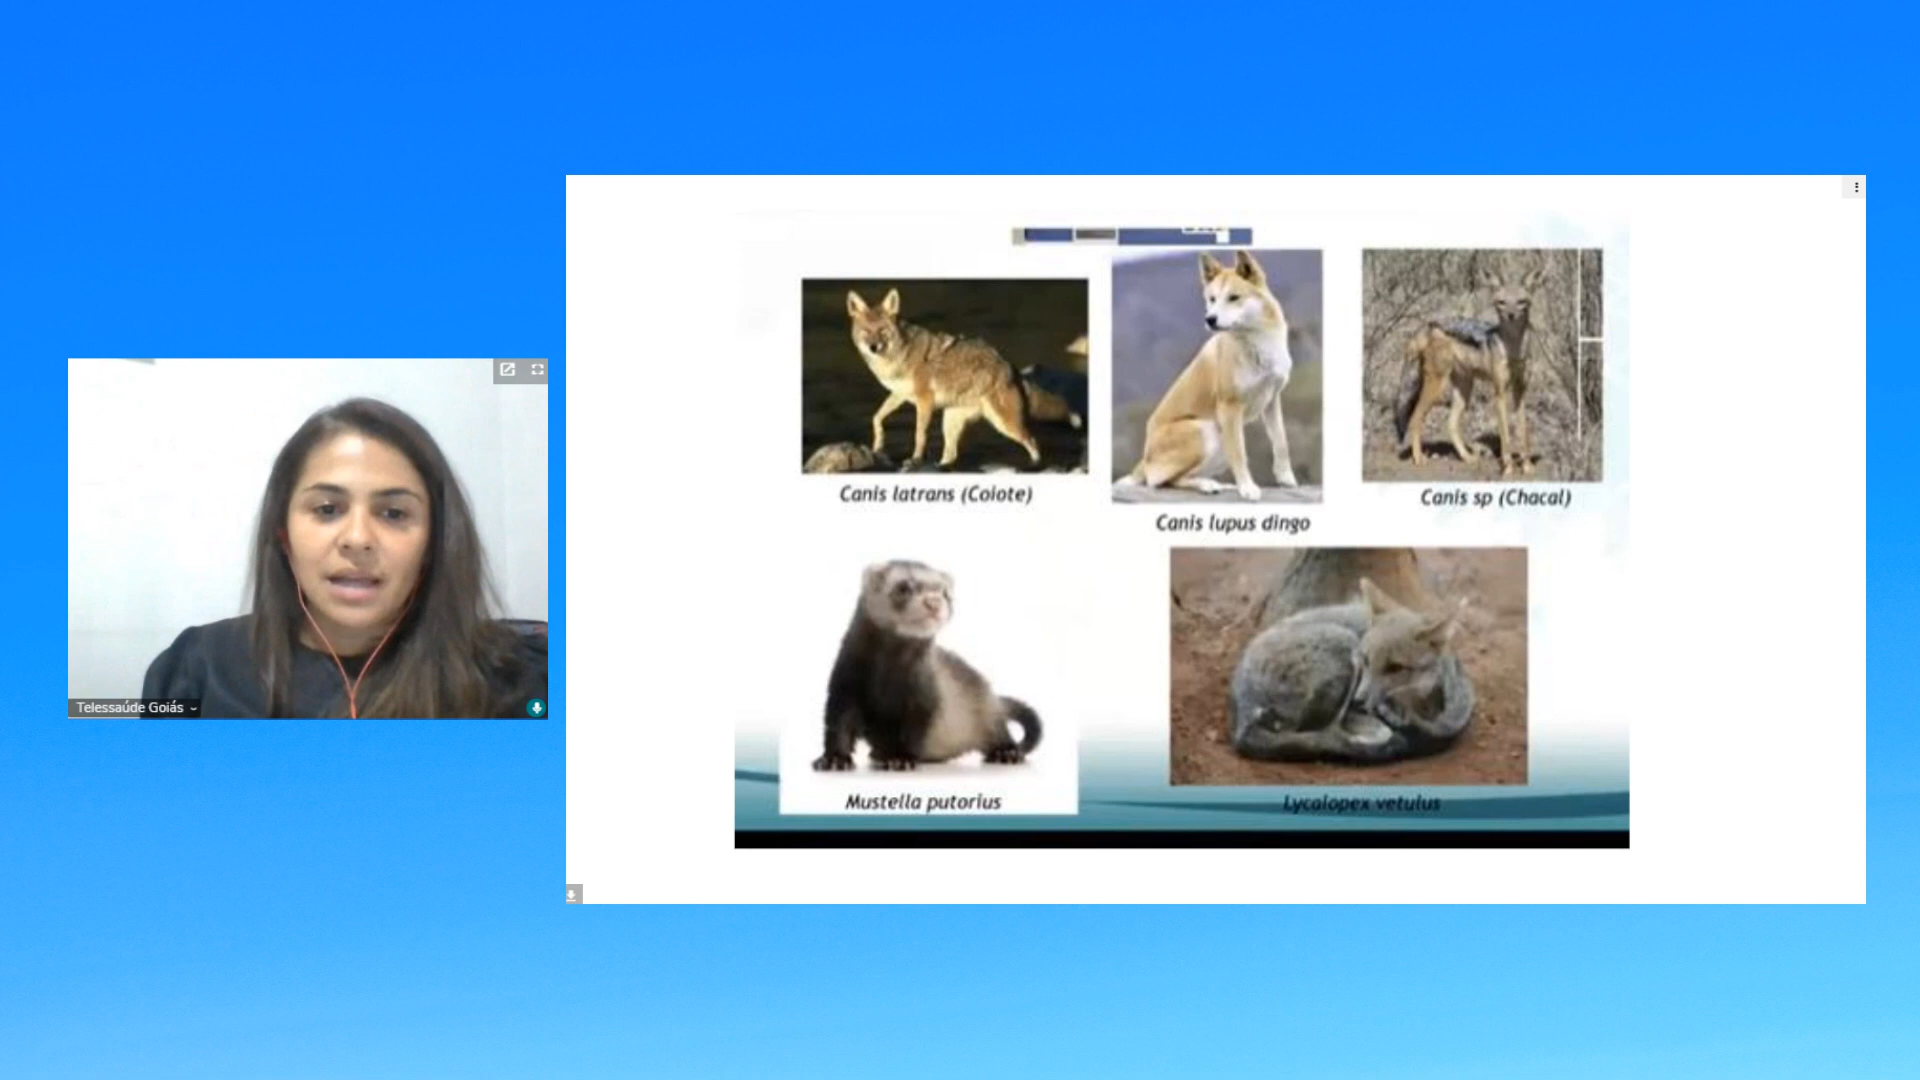 Canis latrans (Coiote)
Canis sp (Chacal)
Canis lupus dingo
Telessaúde Goiás
Mustella putorius
Lycalopex vetulus